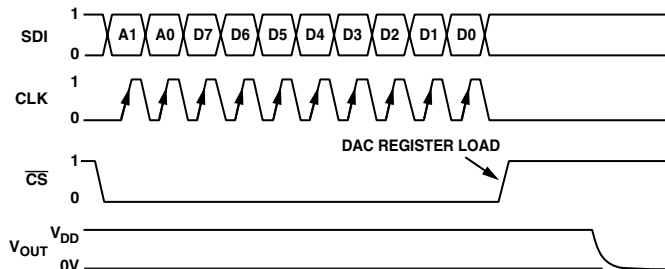 SDI 1 0 A1 A0 D7 D6 D5 D4 D3 D2 D1 D0
CLK 1 0
DAC REGISTER LOAD
CS 1 0
VOUT VDD 0V